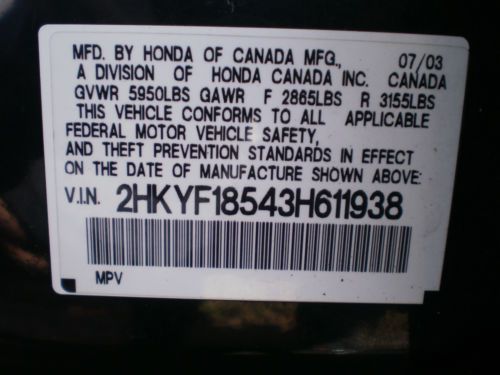 MFD. BY HONDA OF CANADA MFG., 07/03
A DIVISION OF HONDA CANADA INC. CANADA
GVWR 5950LBS GAWR F 2865LBS R 3155LBS
THIS VEHICLE CONFORMS TO ALL APPLICABLE
FEDERAL MOTOR VEHICLE SAFETY,
AND THEFT PREVENTION STANDARDS IN EFFECT
ON THE DATE OF MANUFACTURE SHOWN ABOVE:
V.I.N. 2HKYF18543H611938
MPV